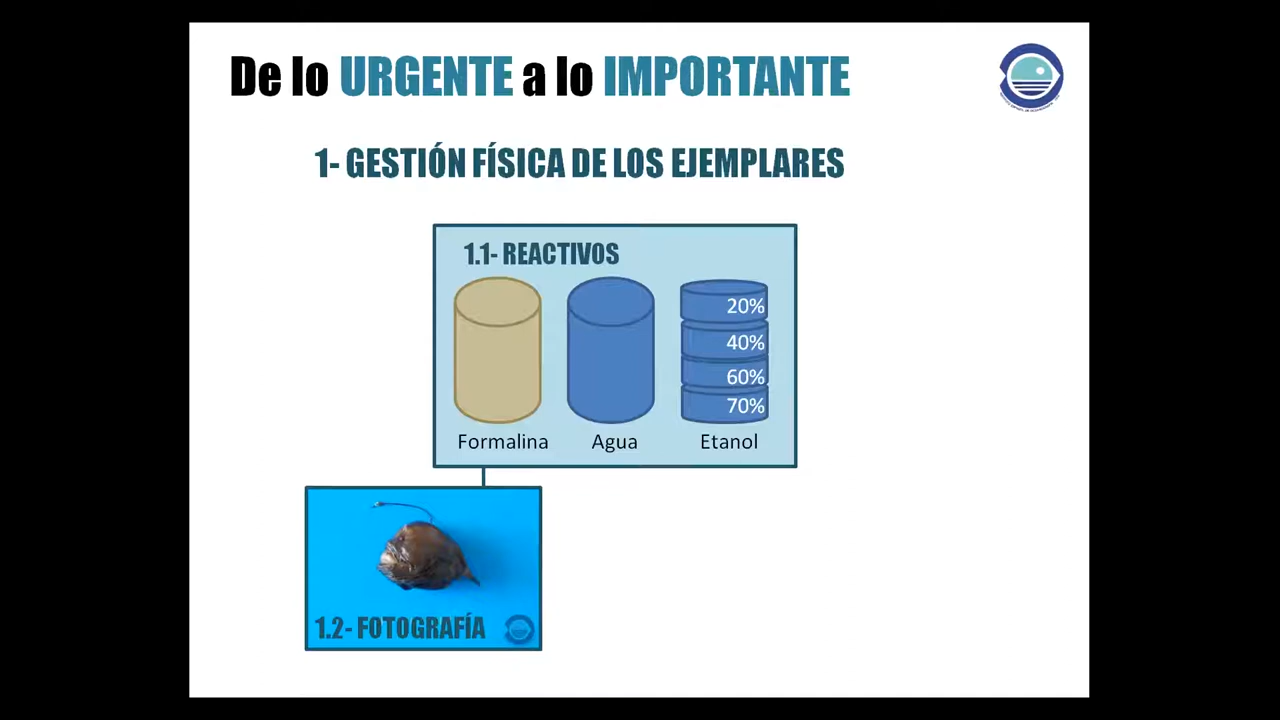 De lo URGENTE a lo IMPORTANTE
1- GESTIÓN FÍSICA DE LOS EJEMPLARES
1.1- REACTIVOS
20%
40%
60%
70%
Formalina Agua Etanol
1.2- FOTOGRAFÍA